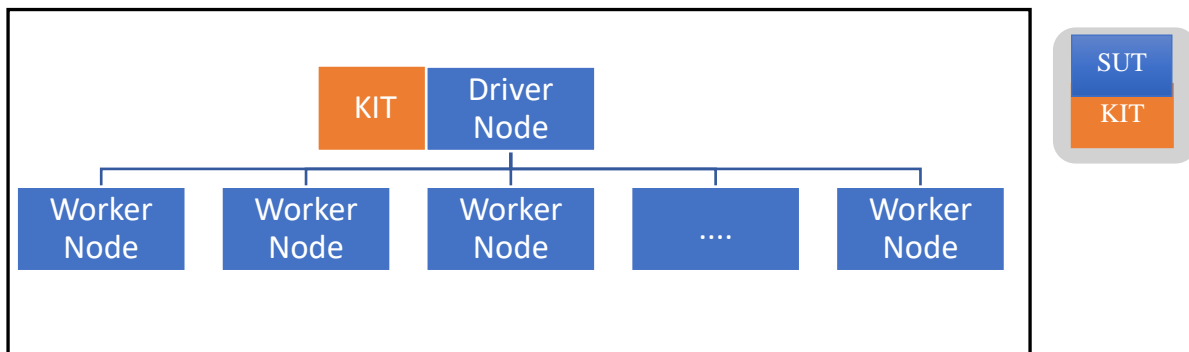 KIT
Driver
Node
SUT
KIT
Worker
Node
Worker
Node
Worker
Node
....
Worker
Node